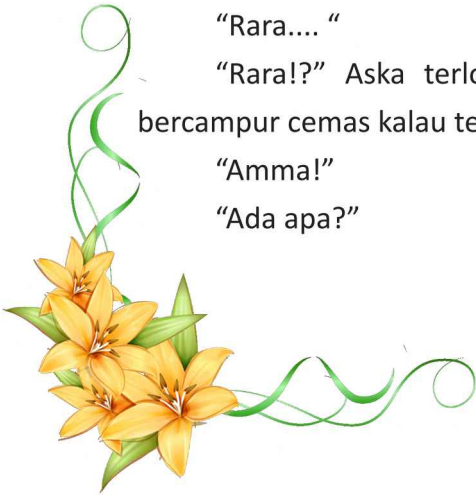 “Rara.... “
“Rara!?” Aska
bercampur cemas kalau
“Amma!”
“Ada apa?”